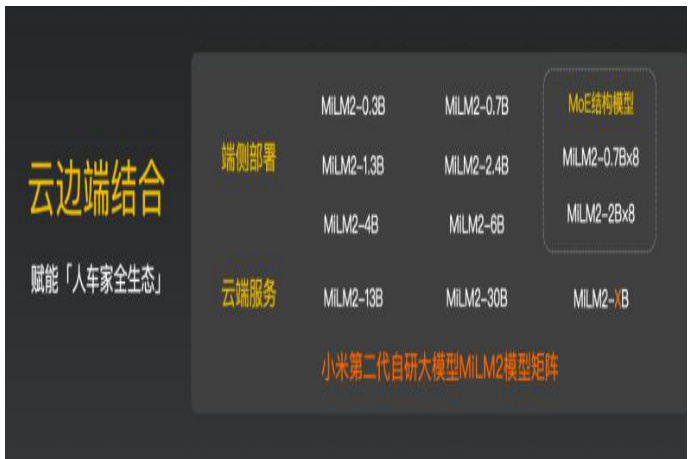 云边端结合
赋能「人车家全生态」
端侧部署
MiLM2-0.3B MiLM2-0.7B
MiLM2-1.3B MiLM2-2.4B
MiLM2-4B MiLM2-6B
MoE结构模型
MiLM2-0.7Bx8
MiLM2-2Bx8
云端服务
MiLM2-13B MiLM2-30B MiLM2-XB
小米第二代自研大模型MiLM2模型矩阵